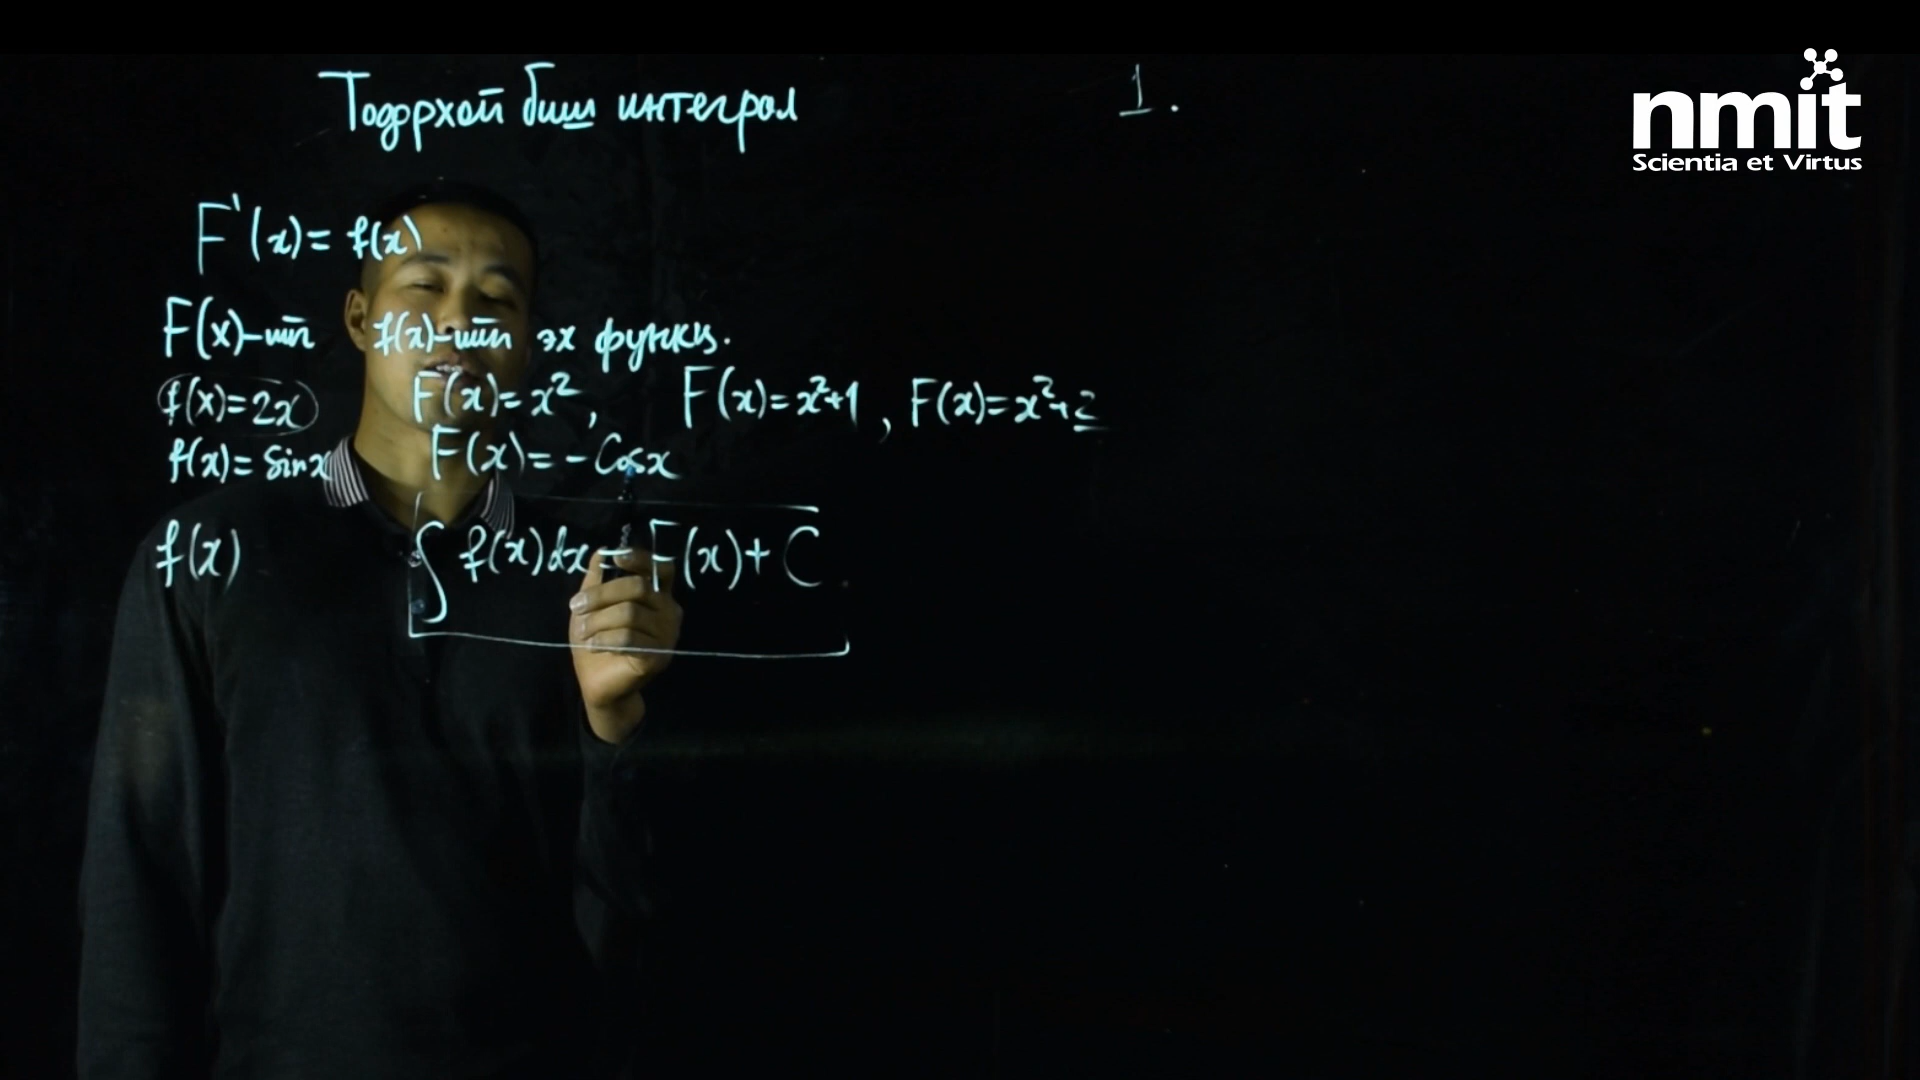 Тодорхой биш интеграл
1.
nmit
Scientia et Virtus
F'(x) = f(x)
F(x)-ийг f(x)-ийн эх функц.
f(x)=2x F(x)=x², F(x)=x²+1, F(x)=x²+2
f(x)= Sinx F(x)= -Cosx
f(x) ∫ f(x)dx = F(x)+ C